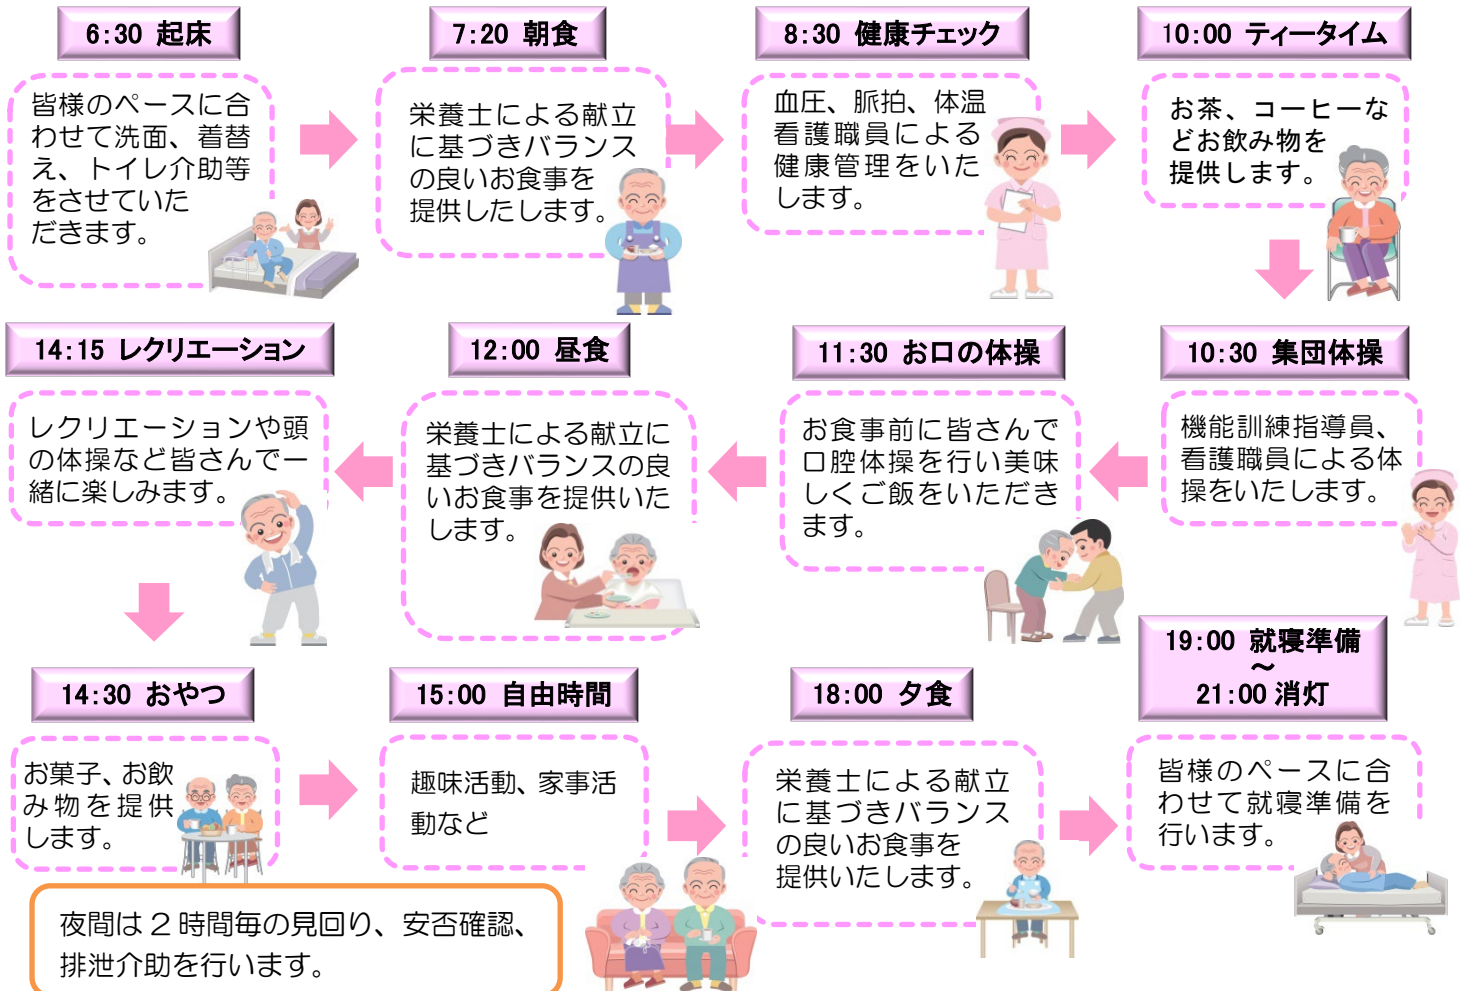 6:30 起床
皆様のペースに合
わせて洗面、着替
え、トイレ介助等
をさせていた
だきます。
7:20 朝食
栄養士による献立
に基づきバランス
の良いお食事を
提供したします。
8:30 健康チェック
血圧、脈拍、体温
看護職員による
健康管理をいた
します。
10:00 ティータイム
お茶、コーヒーな
どお飲み物を
提供します。
10:30 集団体操
機能訓練指導員、
看護職員による体
操をいたします。
11:30 お口の体操
お食事前に皆さんで
口腔体操を行い美味
しくご飯をいただき
ます。
12:00 昼食
栄養士による献立に
基づきバランスの良
いお食事を提供いた
します。
14:15 レクリエーション
レクリエーションや頭
の体操など皆さんで一
緒に楽しみます。
14:30 おやつ
お菓子、お飲
み物を提供
します。
15:00 自由時間
趣味活動、家事活
動など
18:00 夕食
栄養士による献立
に基づきバランス
の良いお食事を
提供いたします。
19:00 就寝準備
～
21:00 消灯
皆様のペースに合
わせて就寝準備を
行います。
夜間は 2 時間毎の見回り、安否確認、
排泄介助を行います。